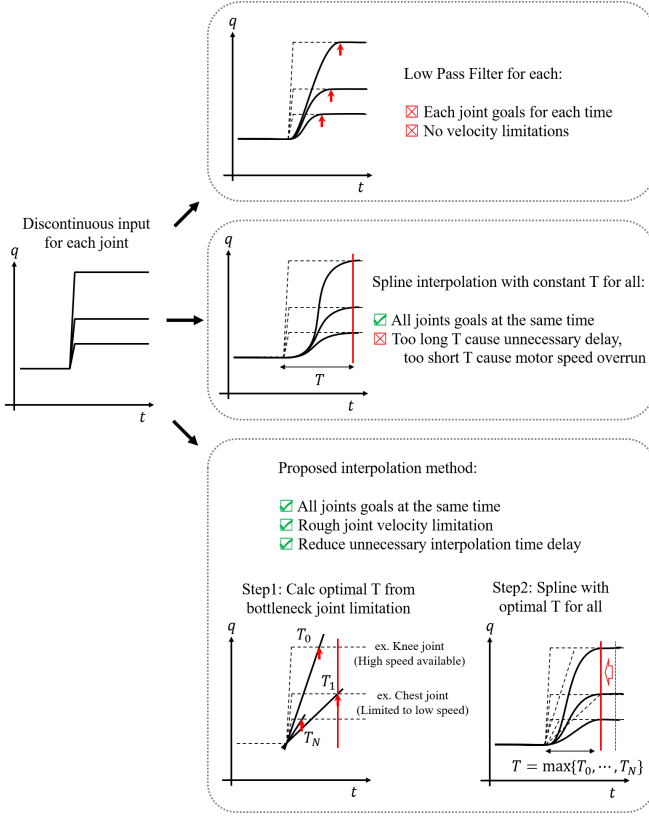 q
Low Pass Filter for each:
Each joint goals for each time
No velocity limitations
t
Discontinuous input
for each joint
q
t
q
Spline interpolation with constant T for all:
All joints goals at the same time
Too long T cause unnecessary delay,
too short T cause motor speed overrun
T
t
Proposed interpolation method:
All joints goals at the same time
Rough joint velocity limitation
Reduce unnecessary interpolation time delay
Step1: Calc optimal T from
bottleneck joint limitation
q
T₀
ex. Knee joint
(High speed available)
T₁
ex. Chest joint
(Limited to low speed)
T_N
t
Step2: Spline with
optimal T for all
q
T = max{T₀, ⋯, T_N}
t